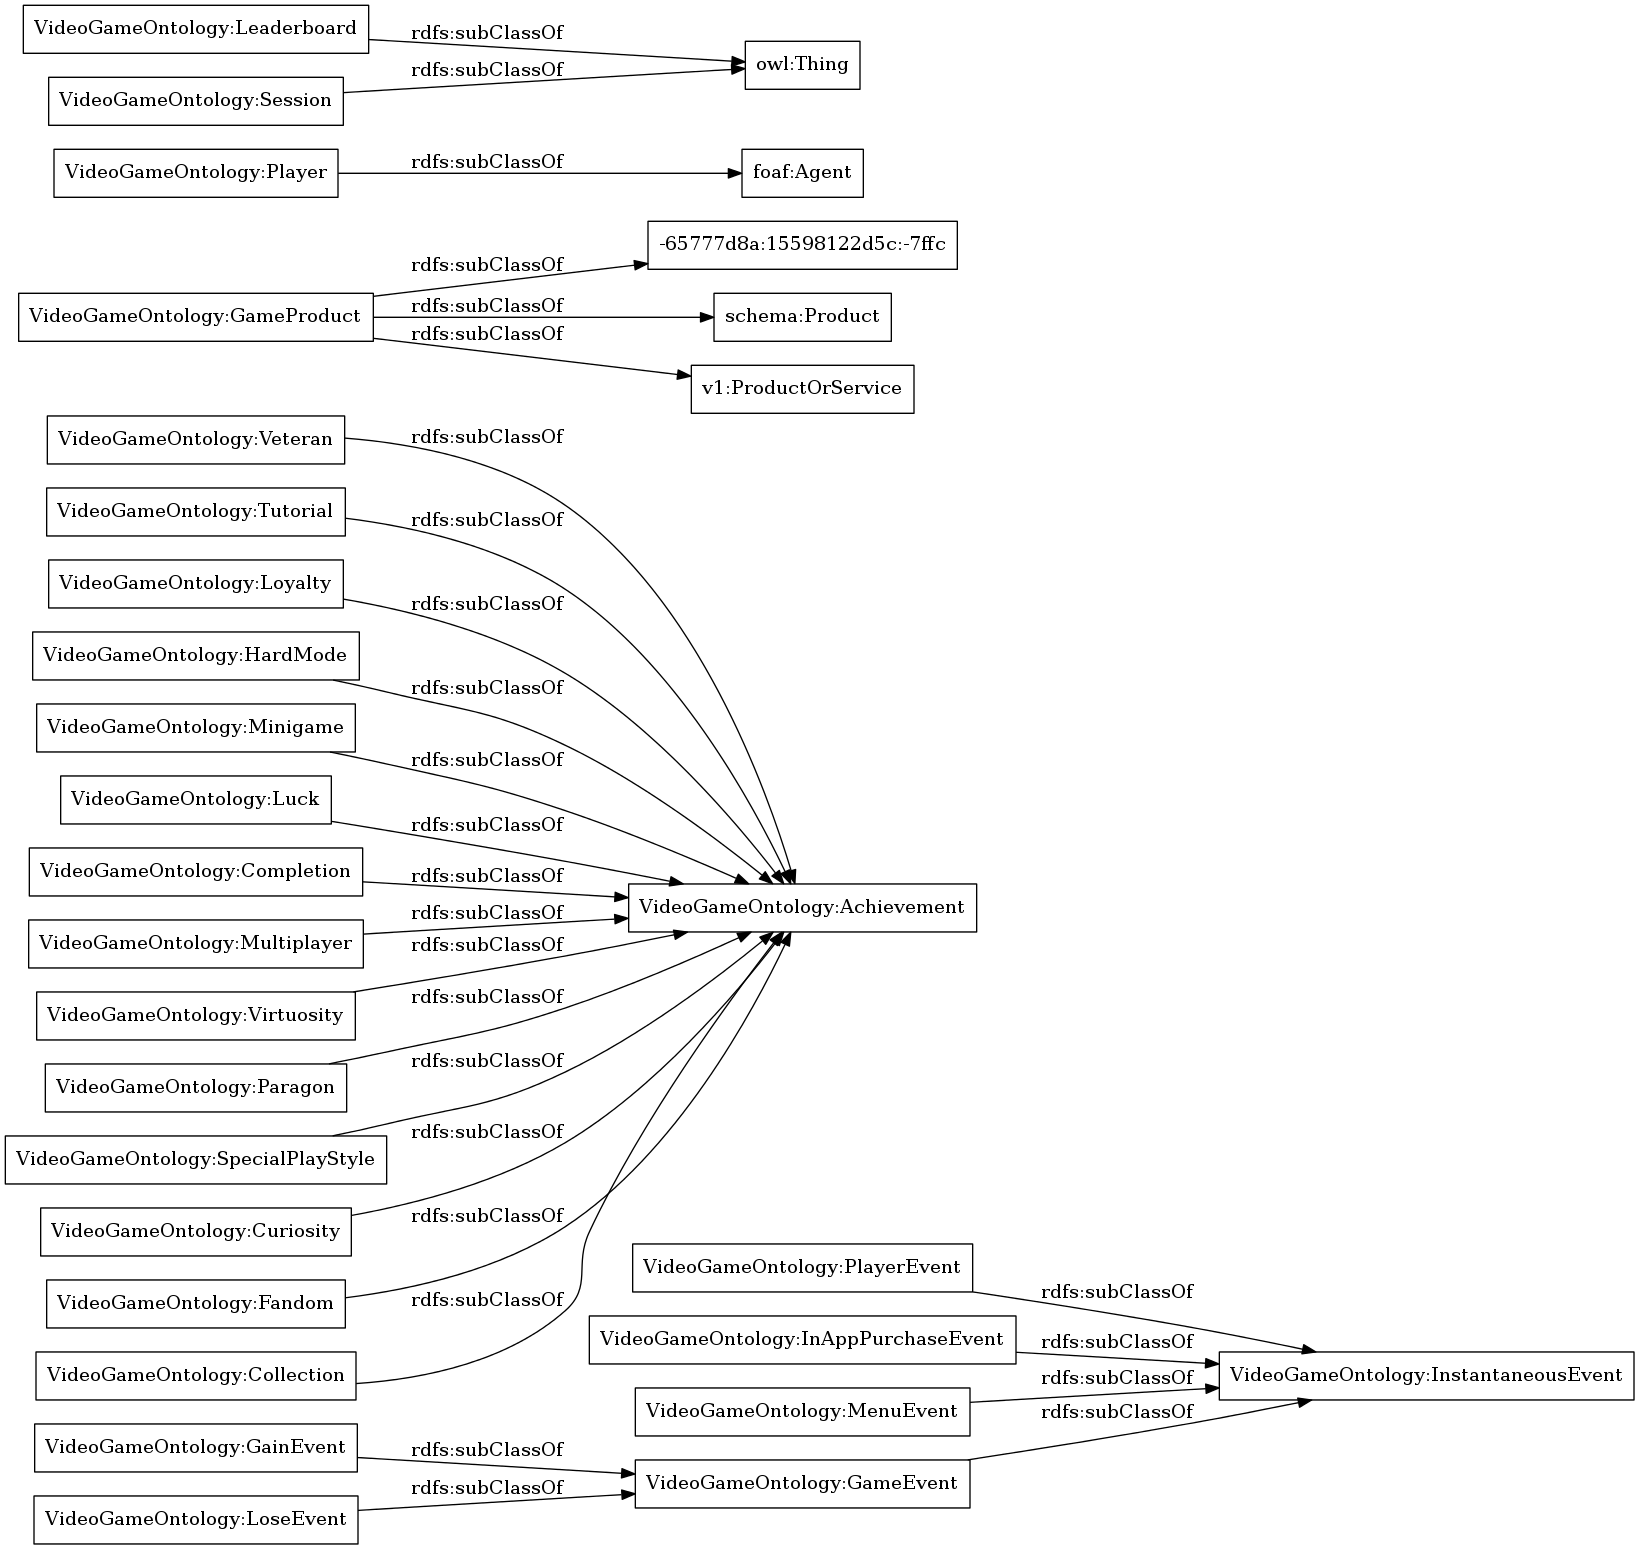 VideoGameOntology:Leaderboard
rdfs:subClassOf
owl:Thing
rdfs:subClassOf
VideoGameOntology:Session
VideoGameOntology:Player
rdfs:subClassOf
foaf:Agent
-65777d8a:15598122d5c:-7ffc
rdfs:subClassOf
VideoGameOntology:GameProduct
rdfs:subClassOf
schema:Product
rdfs:subClassOf
v1:ProductOrService
VideoGameOntology:Veteran
rdfs:subClassOf
VideoGameOntology:Tutorial
rdfs:subClassOf
VideoGameOntology:Loyalty
rdfs:subClassOf
VideoGameOntology:HardMode
rdfs:subClassOf
VideoGameOntology:Minigame
rdfs:subClassOf
VideoGameOntology:Luck
rdfs:subClassOf
VideoGameOntology:Completion
rdfs:subClassOf
VideoGameOntology:Achievement
rdfs:subClassOf
VideoGameOntology:Multiplayer
rdfs:subClassOf
VideoGameOntology:Virtuosity
rdfs:subClassOf
VideoGameOntology:Paragon
rdfs:subClassOf
VideoGameOntology:SpecialPlayStyle
rdfs:subClassOf
VideoGameOntology:Curiosity
rdfs:subClassOf
VideoGameOntology:Fandom
rdfs:subClassOf
VideoGameOntology:Collection
VideoGameOntology:PlayerEvent
rdfs:subClassOf
VideoGameOntology:InAppPurchaseEvent
rdfs:subClassOf
VideoGameOntology:InstantaneousEvent
rdfs:subClassOf
VideoGameOntology:MenuEvent
rdfs:subClassOf
VideoGameOntology:GainEvent
rdfs:subClassOf
VideoGameOntology:GameEvent
rdfs:subClassOf
VideoGameOntology:LoseEvent